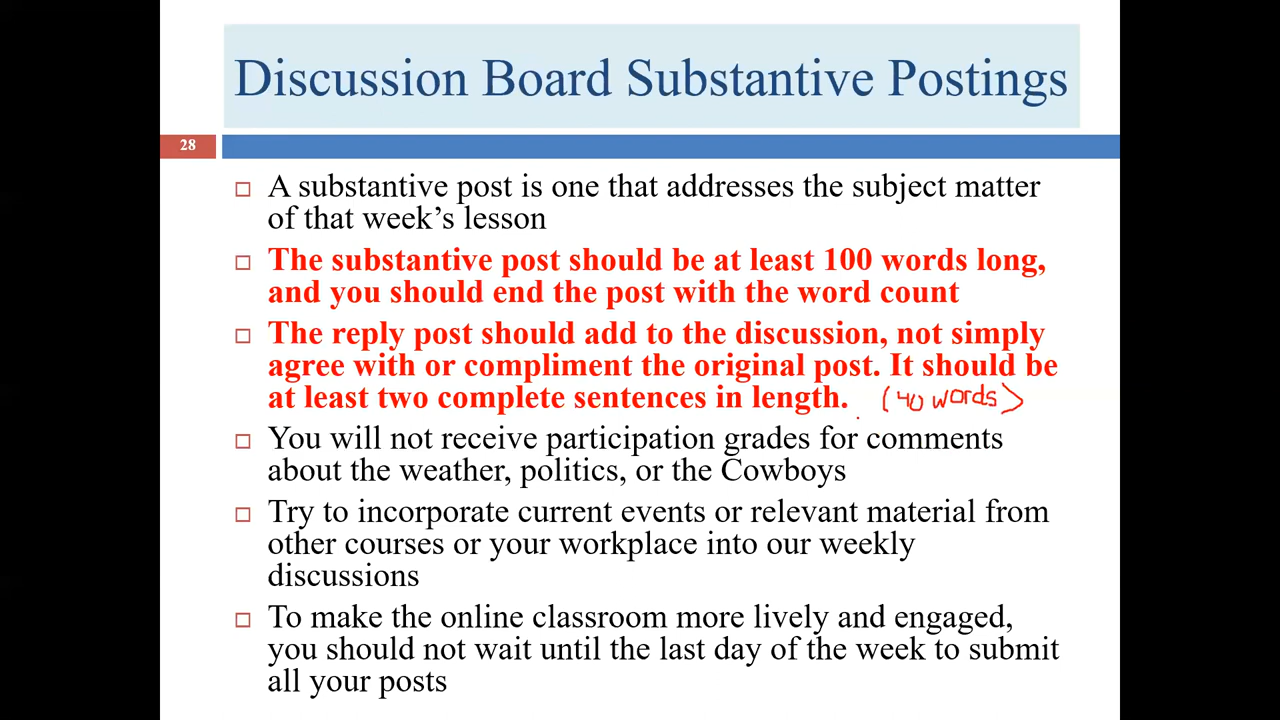 Discussion Board Substantive Postings
28
A substantive post is one that addresses the subject matter
of that week’s lesson
The substantive post should be at least 100 words long,
and you should end the post with the word count
The reply post should add to the discussion, not simply
agree with or compliment the original post. It should be
at least two complete sentences in length. (40 words)
You will not receive participation grades for comments
about the weather, politics, or the Cowboys
Try to incorporate current events or relevant material from
other courses or your workplace into our weekly
discussions
To make the online classroom more lively and engaged,
you should not wait until the last day of the week to submit
all your posts